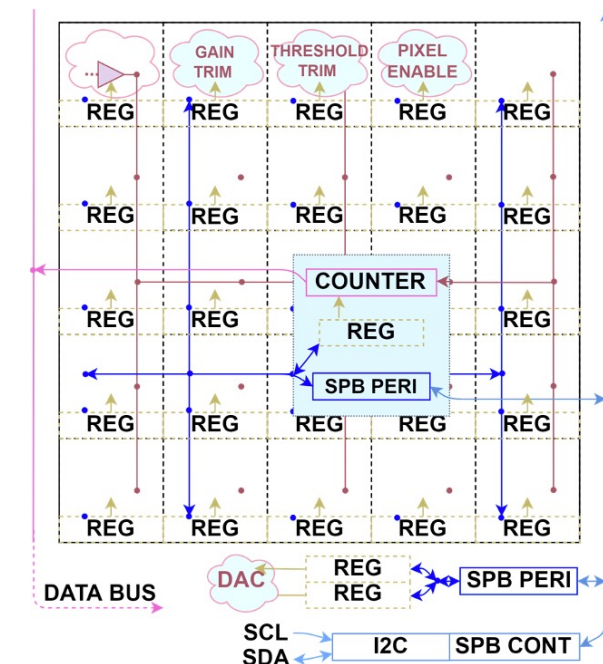 GAIN THRESHOLD PIXEL
TRIM TRIM ENABLE
REG REG REG REG REG
REG REG REG REG REG
COUNTER
REG REG REG
REG
SPB PERI
REG REG REG REG REG
REG REG REG REG REG
DAC REG
REG
SPB PERI
DATA BUS
SCL
SDA
I2C SPB CONT